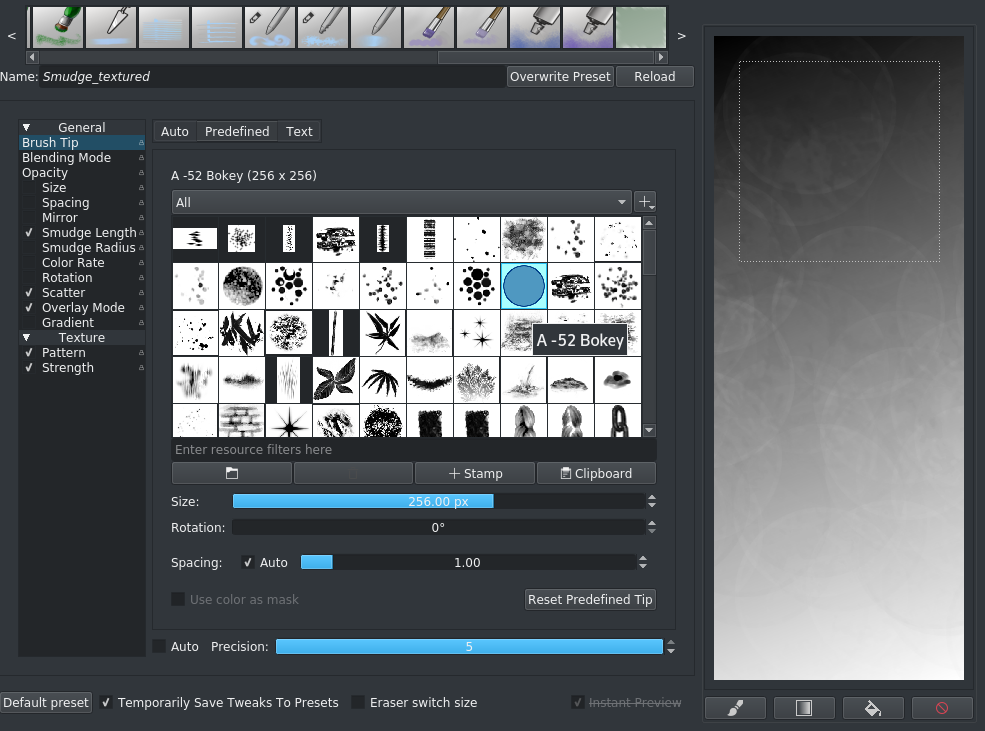 <
>
Name: Smudge_textured
Overwrite Preset
Reload
General
Brush Tip
Blending Mode
Opacity
Size
Spacing
Mirror
Smudge Length
Smudge Radius
Color Rate
Rotation
Scatter
Overlay Mode
Gradient
Texture
Pattern
Strength
Auto Predefined Text
A -52 Bokey (256 x 256)
All
A -52 Bokey
Enter resource filters here
+ Stamp
Clipboard
Size: 256.00 px
Rotation: 0°
Spacing: Auto 1.00
Use color as mask
Reset Predefined Tip
Auto Precision: 5
Default preset
Temporarily Save Tweaks To Presets
Eraser switch size
Instant Preview